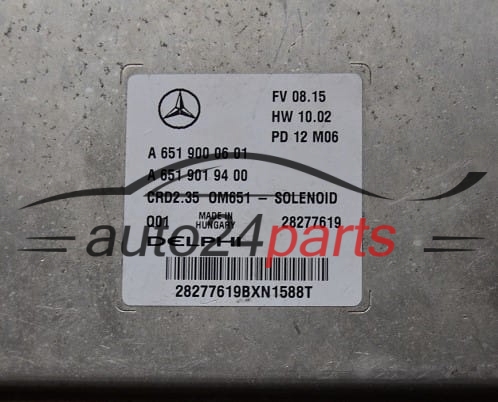 FV 08.15
HW 10.02
PD 12 M06
A 651 900 06 01
A 651 901 94 00
CRD2.35 OM651 - SOLENOID
001 MADE IN HUNGARY 28277619
DELPHI
auto24parts
28277619BXN1588T